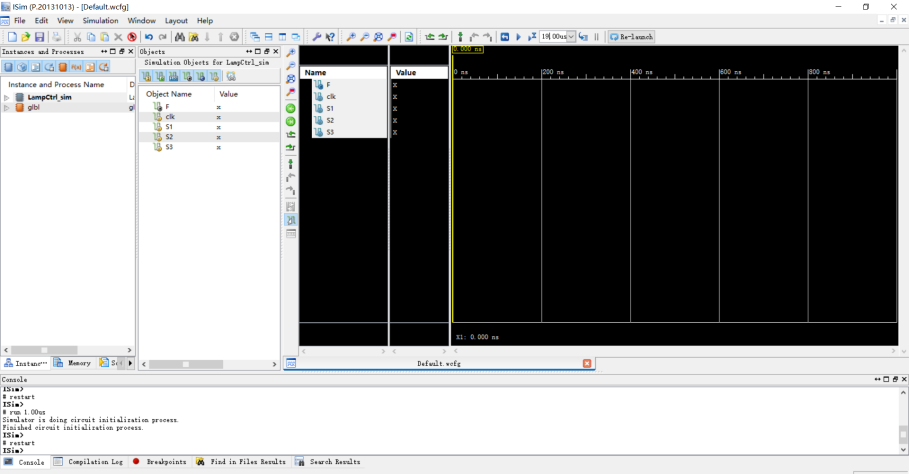 ISim (P.20131013) - [Default.wcfg]
File Edit View Simulation Window Layout Help
19.00us Re-launch
Instances and Processes
Objects
Simulation Objects for LampCtrl_sim
Instance and Process Name D
LampCtrl_sim La
glbl gl
Object Name Value
F x
clk x
S1 x
S2 x
S3 x
Name Value
F x
clk x
S1 x
S2 x
S3 x
0.000 ns
0 ns 200 ns 400 ns 600 ns 800 ns
X1: 0.000 ns
Instanc··· Memory
Default.wcfg
Console
ISim>
# restart
ISim>
# run 1.00us
Simulator is doing circuit initialization process.
Finished circuit initialization process.
ISim>
# restart
ISim>
Console Compilation Log Breakpoints Find in Files Results Search Results